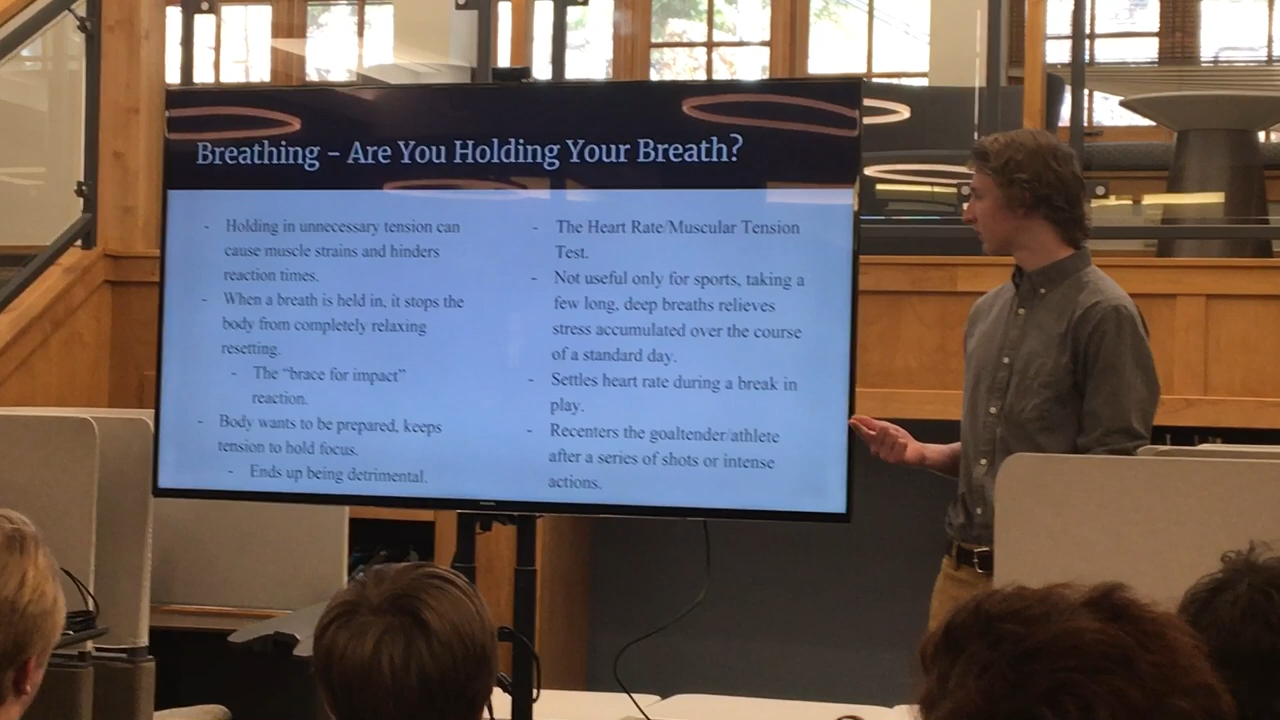 Breathing – Are You Holding Your Breath?
- Holding in unnecessary tension can
cause muscle strains and hinders
reaction times.
- When a breath is held in, it stops the
body from completely relaxing
resetting.
- The “brace for impact”
reaction.
- Body wants to be prepared, keeps
tension to hold focus.
- Ends up being detrimental.
- The Heart Rate/Muscular Tension
Test.
- Not useful only for sports, taking a
few long, deep breaths relieves
stress accumulated over the course
of a standard day.
- Settles heart rate during a break in
play.
- Recenters the goaltender/athlete
after a series of shots or intense
actions.